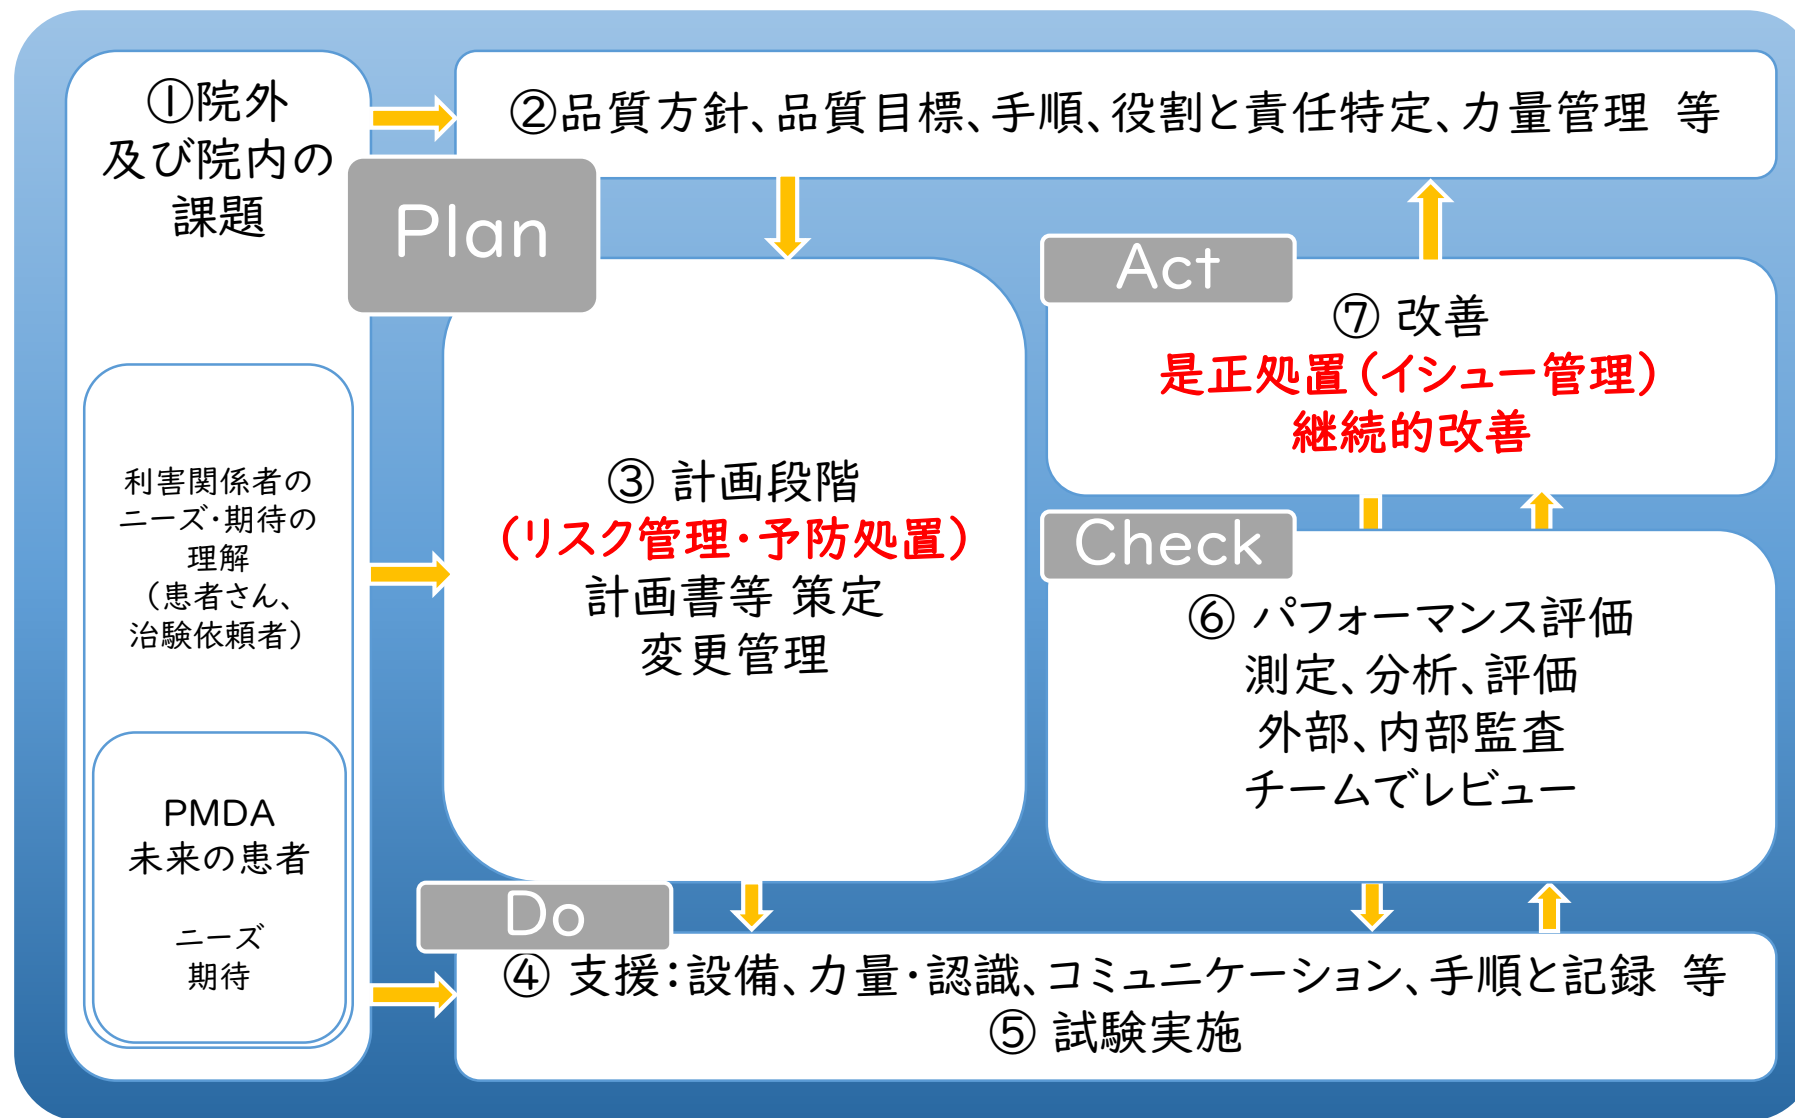 ①院外
及び院内の
課題
利害関係者の
ニーズ・期待の
理解
（患者さん、
治験依頼者）
PMDA
未来の患者
ニーズ
期待
②品質方針、品質目標、手順、役割と責任特定、力量管理 等
Plan
③ 計画段階
（リスク管理・予防処置）
計画書等 策定
変更管理
Act
⑦ 改善
是正処置（イシュー管理）
継続的改善
Check
⑥ パフォーマンス評価
測定、分析、評価
外部、内部監査
チームでレビュー
Do
④ 支援：設備、力量・認識、コミュニケーション、手順と記録 等
⑤ 試験実施